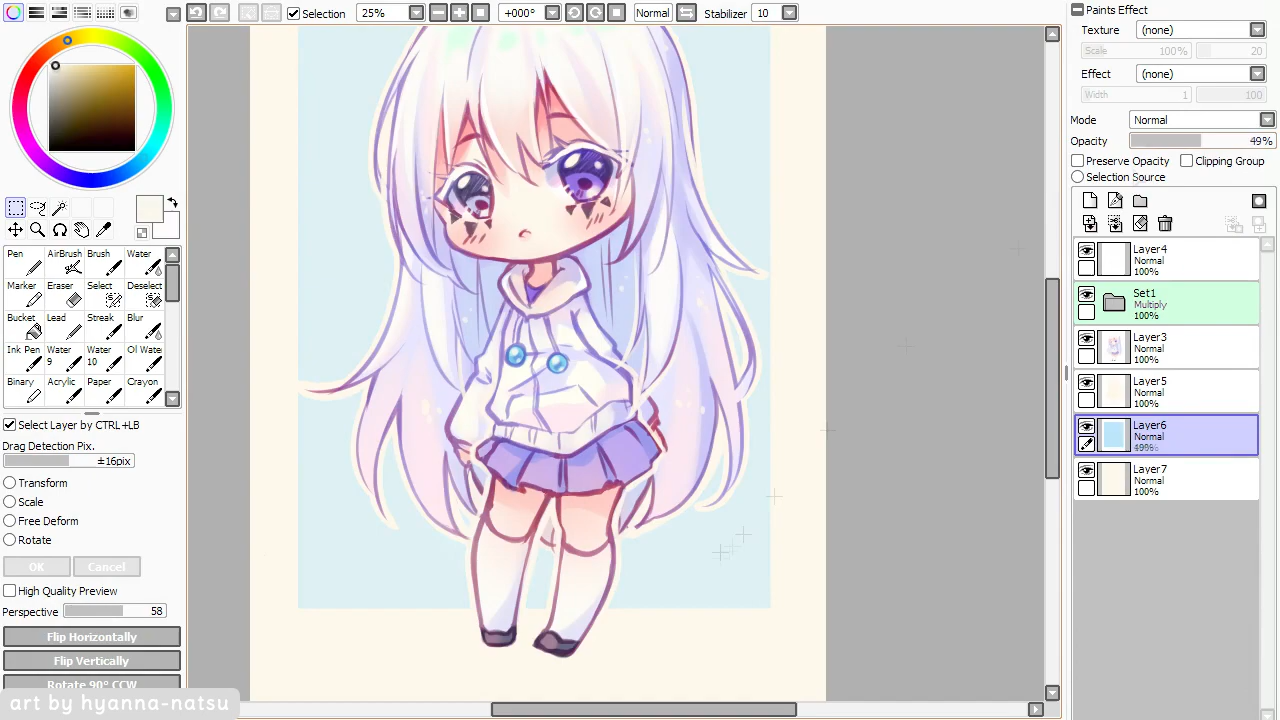 Selection 25% +000° Normal Stabilizer 10
Paints Effect
Texture (none)
Scale 100% 20
Effect (none)
Width 1 100
Mode Normal
Opacity 49%
Preserve Opacity Clipping Group
Selection Source
Pen AirBrush Brush Water
Marker Eraser Select Deselect
Bucket Lead Streak Blur
Ink Pen Water 9 Water 10 Oil Water
Binary Acrylic Paper Crayon
Select Layer by CTRL+LB
Drag Detection Pix.
±16pix
Transform
Scale
Free Deform
Rotate
OK Cancel
High Quality Preview
Perspective 58
Flip Horizontally
Flip Vertically
Rotate 90° CCW
art by hyanna-natsu
Layer4
Normal
100%
Set1
Multiply
100%
Layer3
Normal
100%
Layer5
Normal
100%
Layer6
Normal
Layer7
Normal
100%